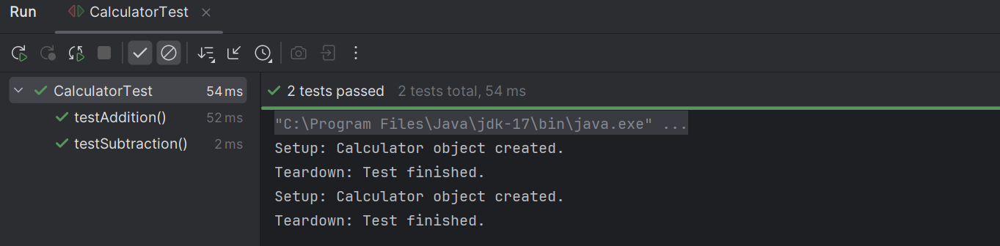 Run CalculatorTest
CalculatorTest 54 ms
testAddition() 52 ms
testSubtraction() 2 ms
2 tests passed 2 tests total, 54 ms
"C:\Program Files\Java\jdk-17\bin\java.exe" ...
Setup: Calculator object created.
Teardown: Test finished.
Setup: Calculator object created.
Teardown: Test finished.